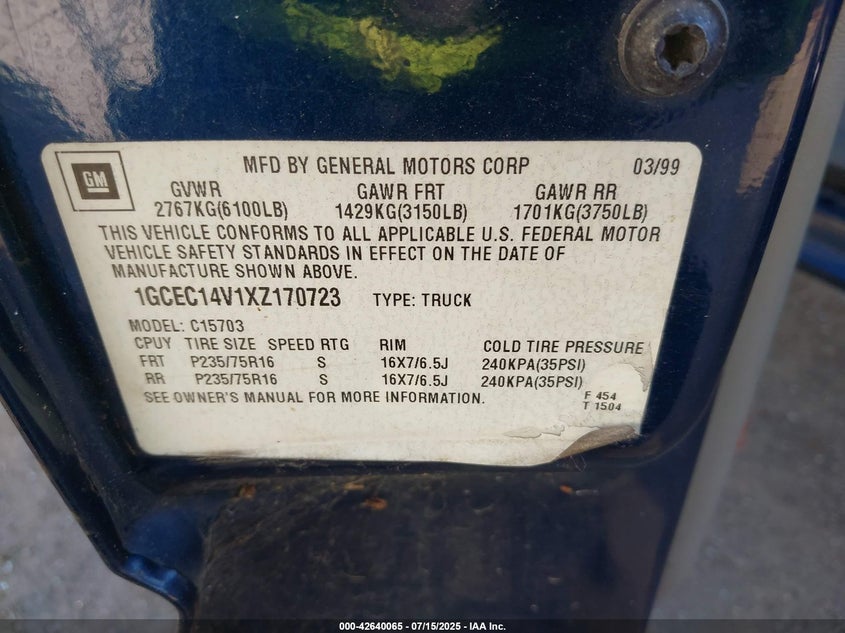 GM
MFD BY GENERAL MOTORS CORP 03/99
GVWR GAWR FRT GAWR RR
2767KG(6100LB) 1429KG(3150LB) 1701KG(3750LB)
THIS VEHICLE CONFORMS TO ALL APPLICABLE U.S. FEDERAL MOTOR
VEHICLE SAFETY STANDARDS IN EFFECT ON THE DATE OF
MANUFACTURE SHOWN ABOVE.
1GCEC14V1XZ170723 TYPE: TRUCK
MODEL: C15703
CPUY TIRE SIZE SPEED RTG RIM COLD TIRE PRESSURE
FRT P235/75R16 S 16X7/6.5J 240KPA(35PSI)
RR P235/75R16 S 16X7/6.5J 240KPA(35PSI)
SEE OWNER'S MANUAL FOR MORE INFORMATION.
F 454
T 1504
000-42640065 - 07/15/2025 - IAA Inc.